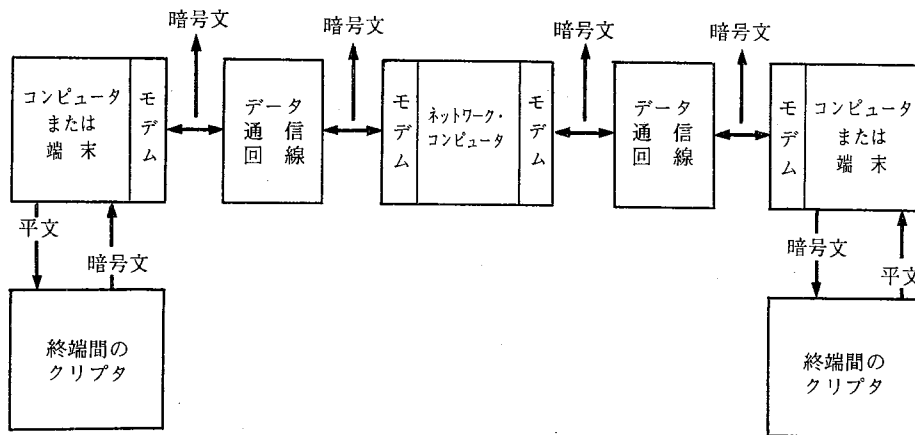 暗号文
暗号文
暗号文
暗号文
コンピュータ
または
端末
モデム
データ
通信
回線
モデム
ネットワーク・
コンピュータ
モデム
データ
通信
回線
モデム
コンピュータ
または
端末
平文
暗号文
暗号文
平文
終端間の
クリプタ
終端間の
クリプタ